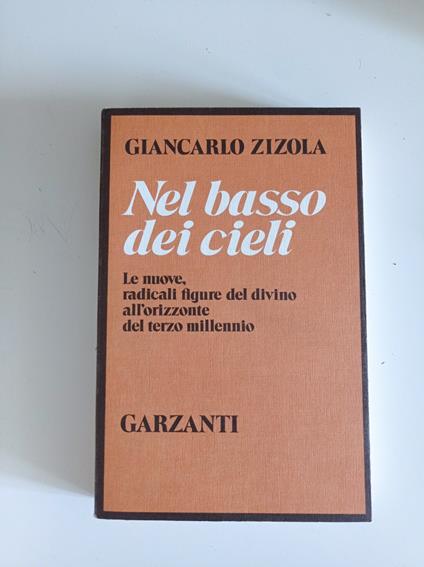 GIANCARLO ZIZOLA
Nel basso
dei cieli
Le nuove,
radicali figure del divino
all'orizzonte
del terzo millennio
GARZANTI